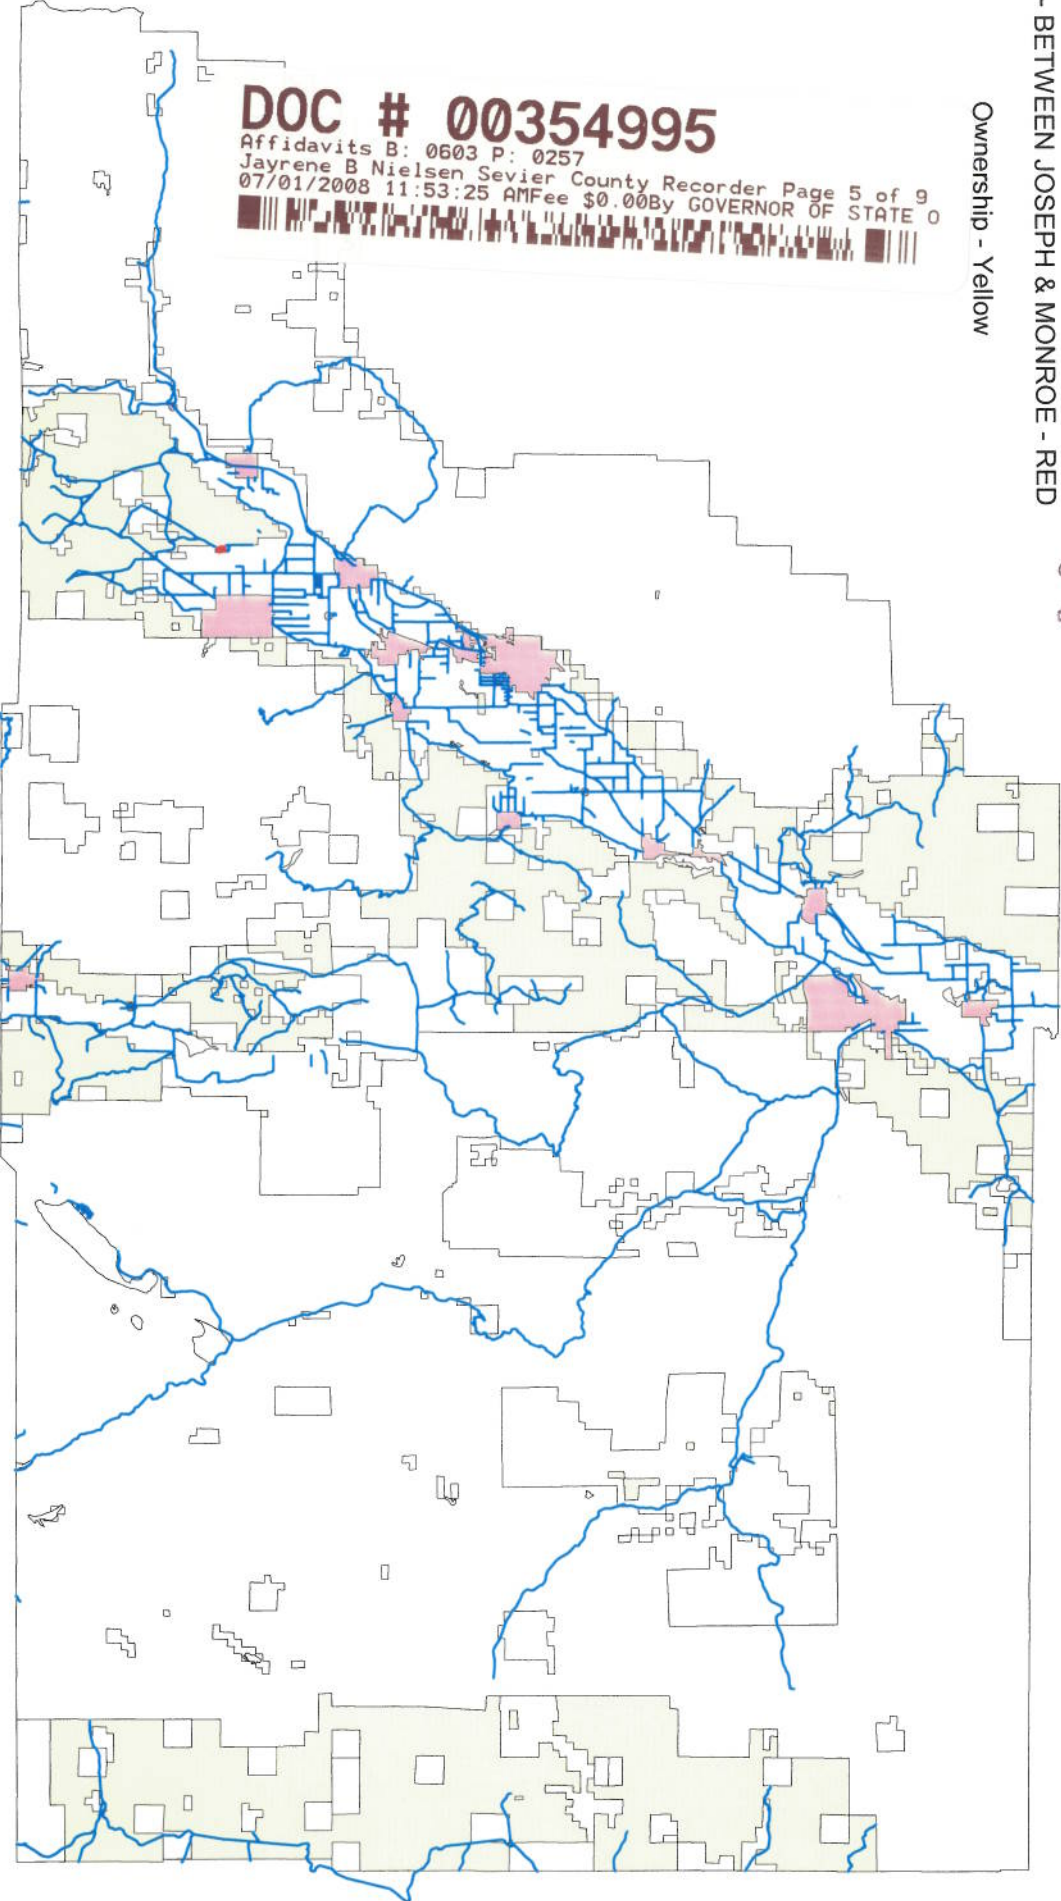 - BETWEEN JOSEPH & MONROE - RED
Ownership - Yellow
DOC # 00354995
Affidavits B: 0603 P: 0257
Jayrene B Nielsen Sevier County Recorder Page 5 of 9
07/01/2008 11:53:25 AMFee $0.00By GOVERNOR OF STATE O